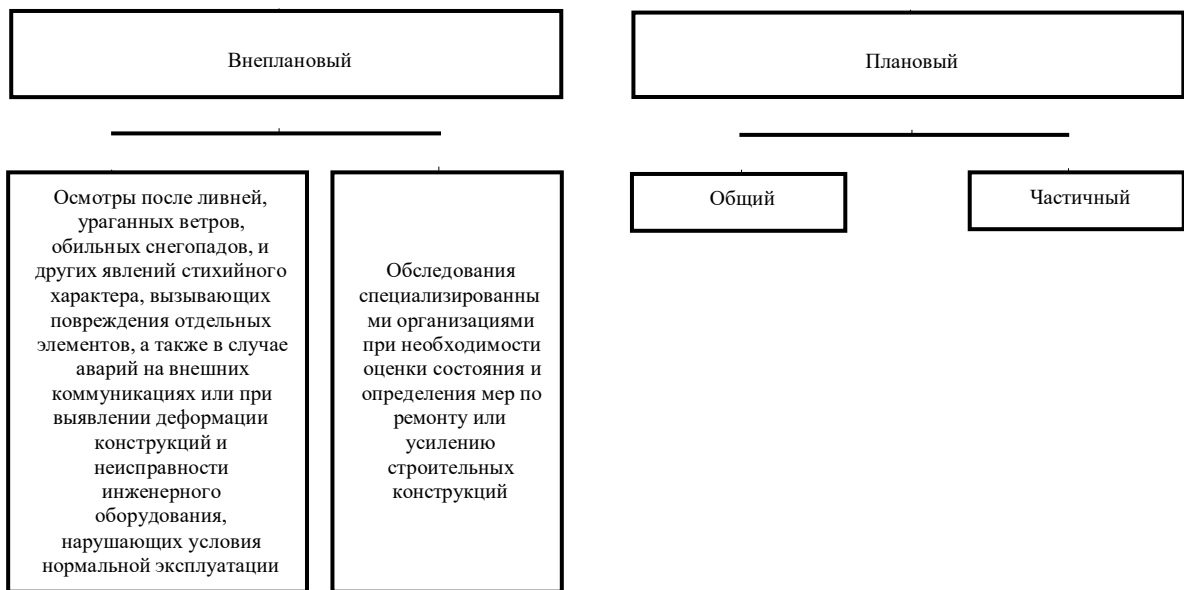 Внеплановый
Плановый
Осмотры после ливней,
ураганных ветров,
обильных снегопадов, и
других явлений стихийного
характера, вызывающих
повреждения отдельных
элементов, а также в случае
аварий на внешних
коммуникациях или при
выявлении деформации
конструкций и
неисправности
инженерного
оборудования,
нарушающих условия
нормальной эксплуатации
Обследования
специализированны
ми организациями
при необходимости
оценки состояния и
определения мер по
ремонту или
усилению
строительных
конструкций
Общий
Частичный